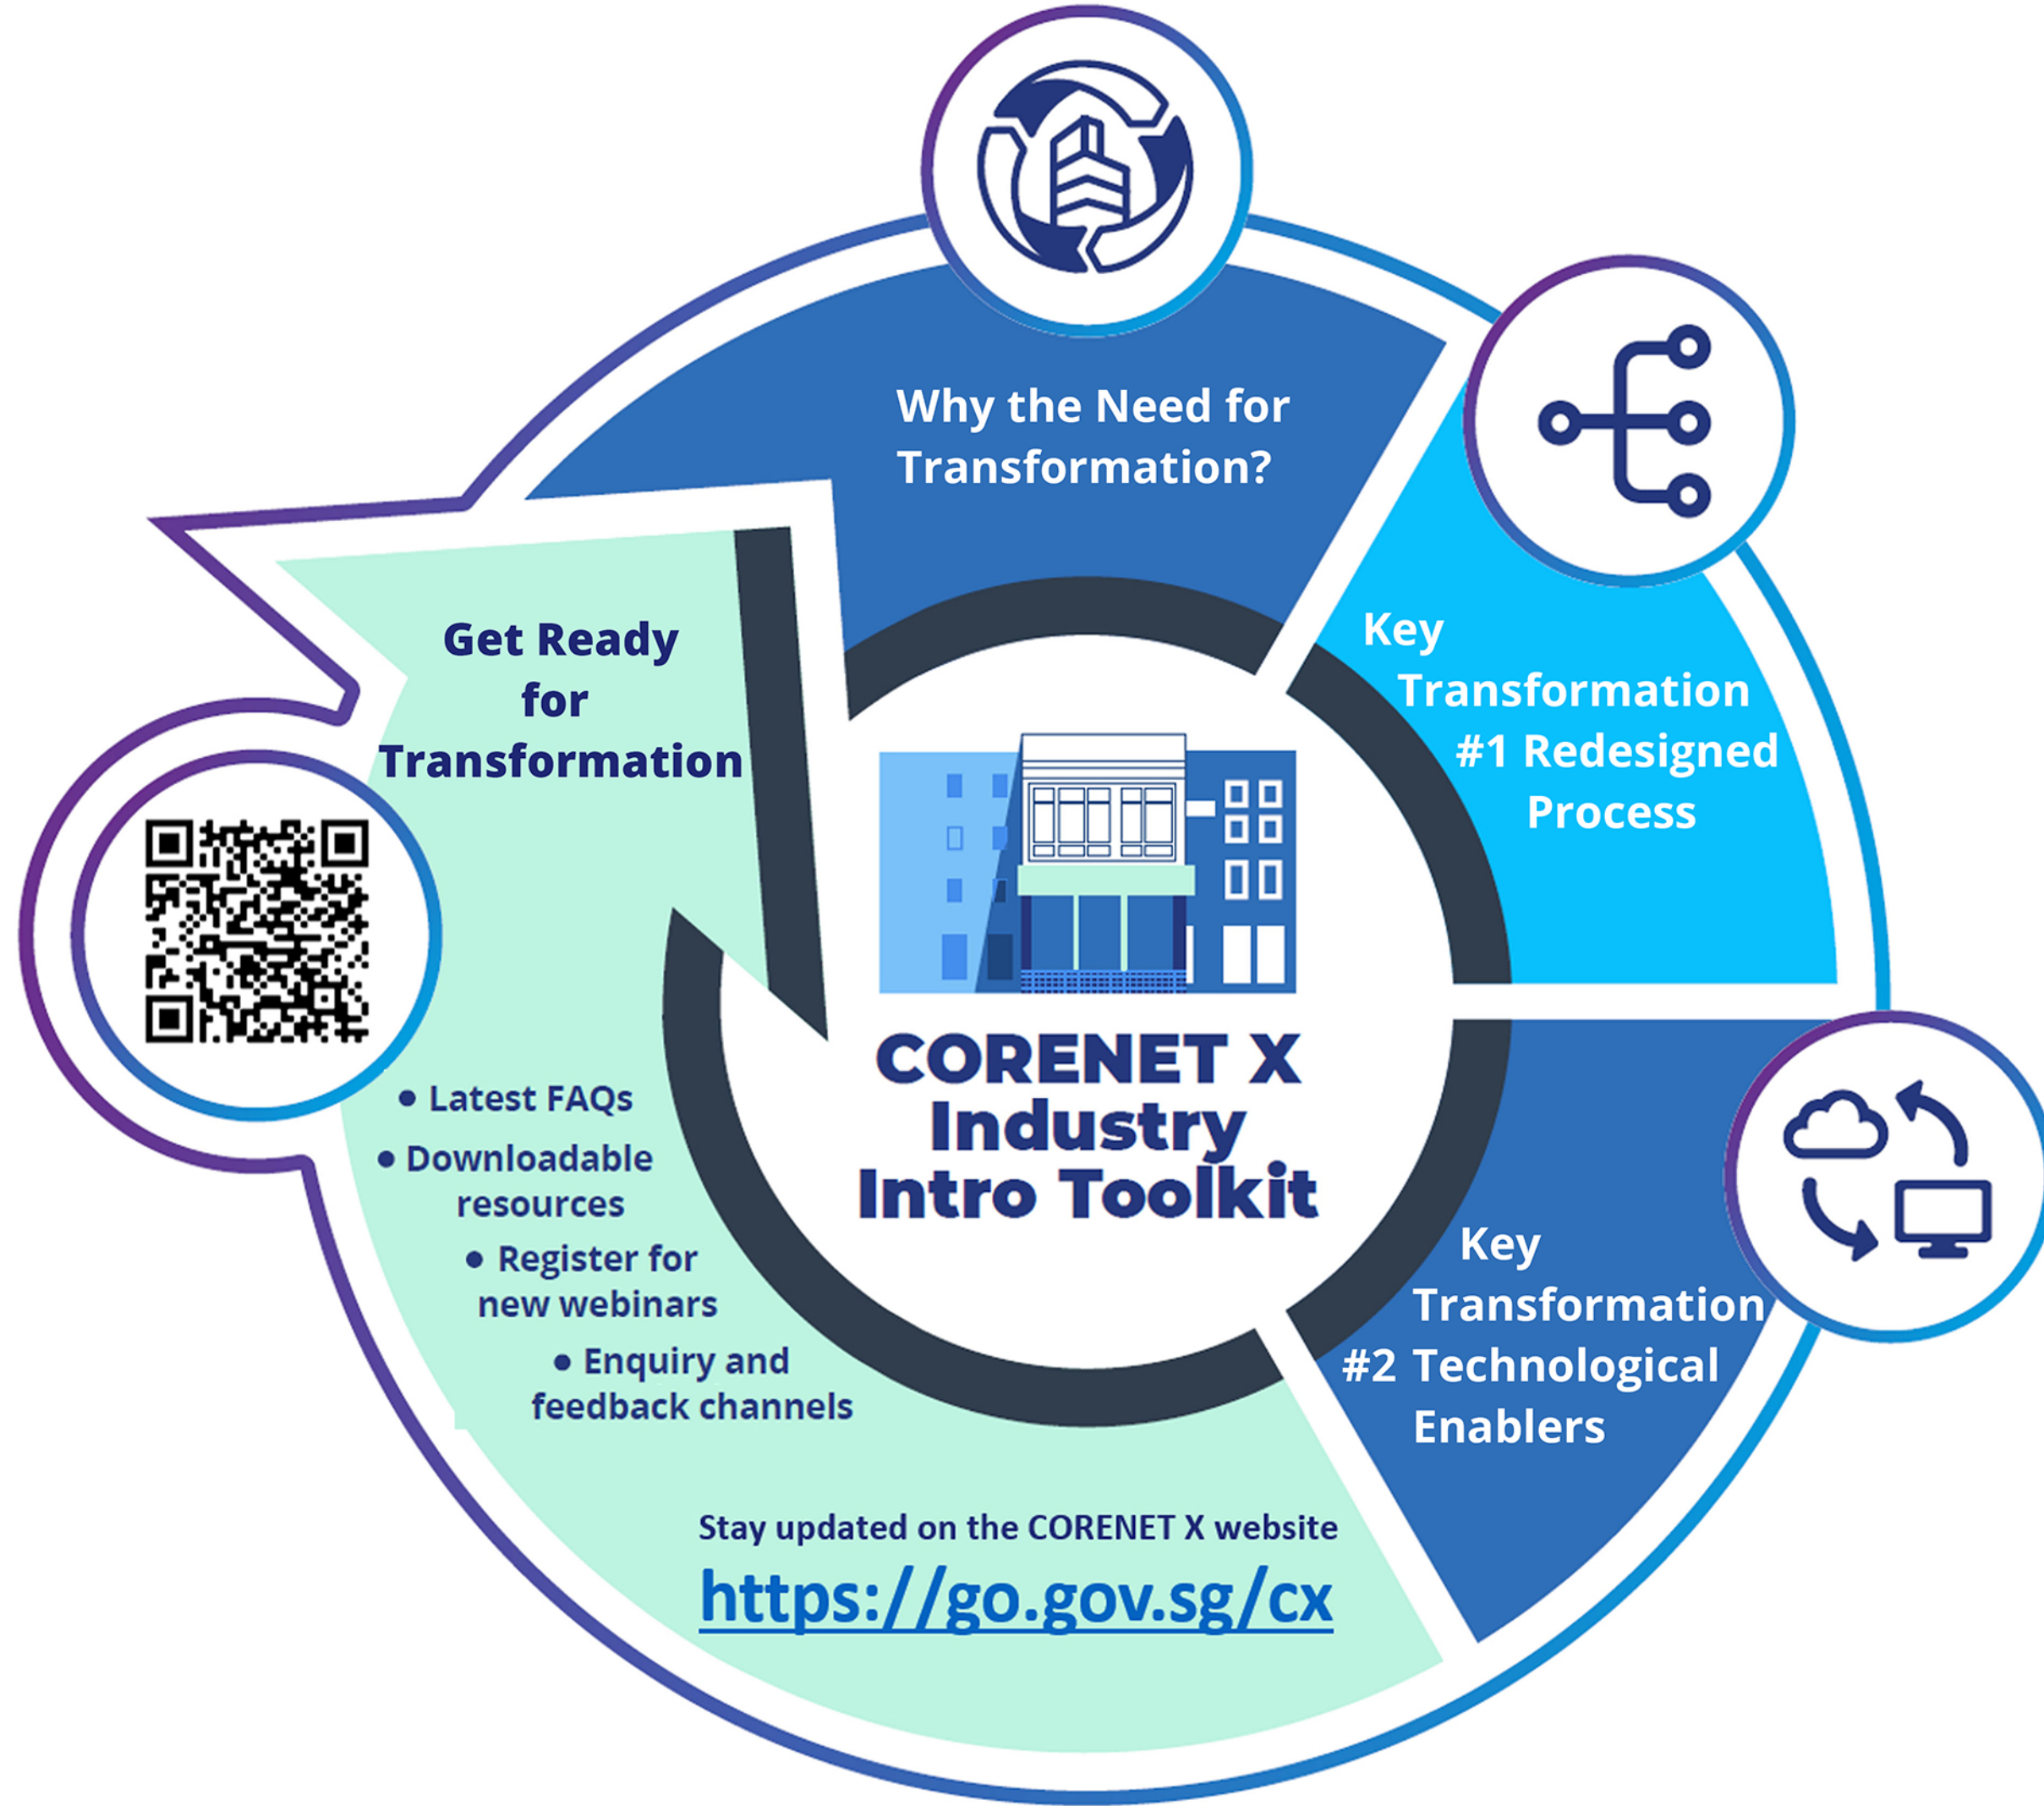 Why the Need for
Transformation?
Key
Transformation
#1 Redesigned
Process
Key
Transformation
#2 Technological
Enablers
Get Ready
for
Transformation
• Latest FAQs
• Downloadable
resources
• Register for
new webinars
• Enquiry and
feedback channels
Stay updated on the CORENET X website
https://go.gov.sg/cx
CORENET X
Industry
Intro Toolkit